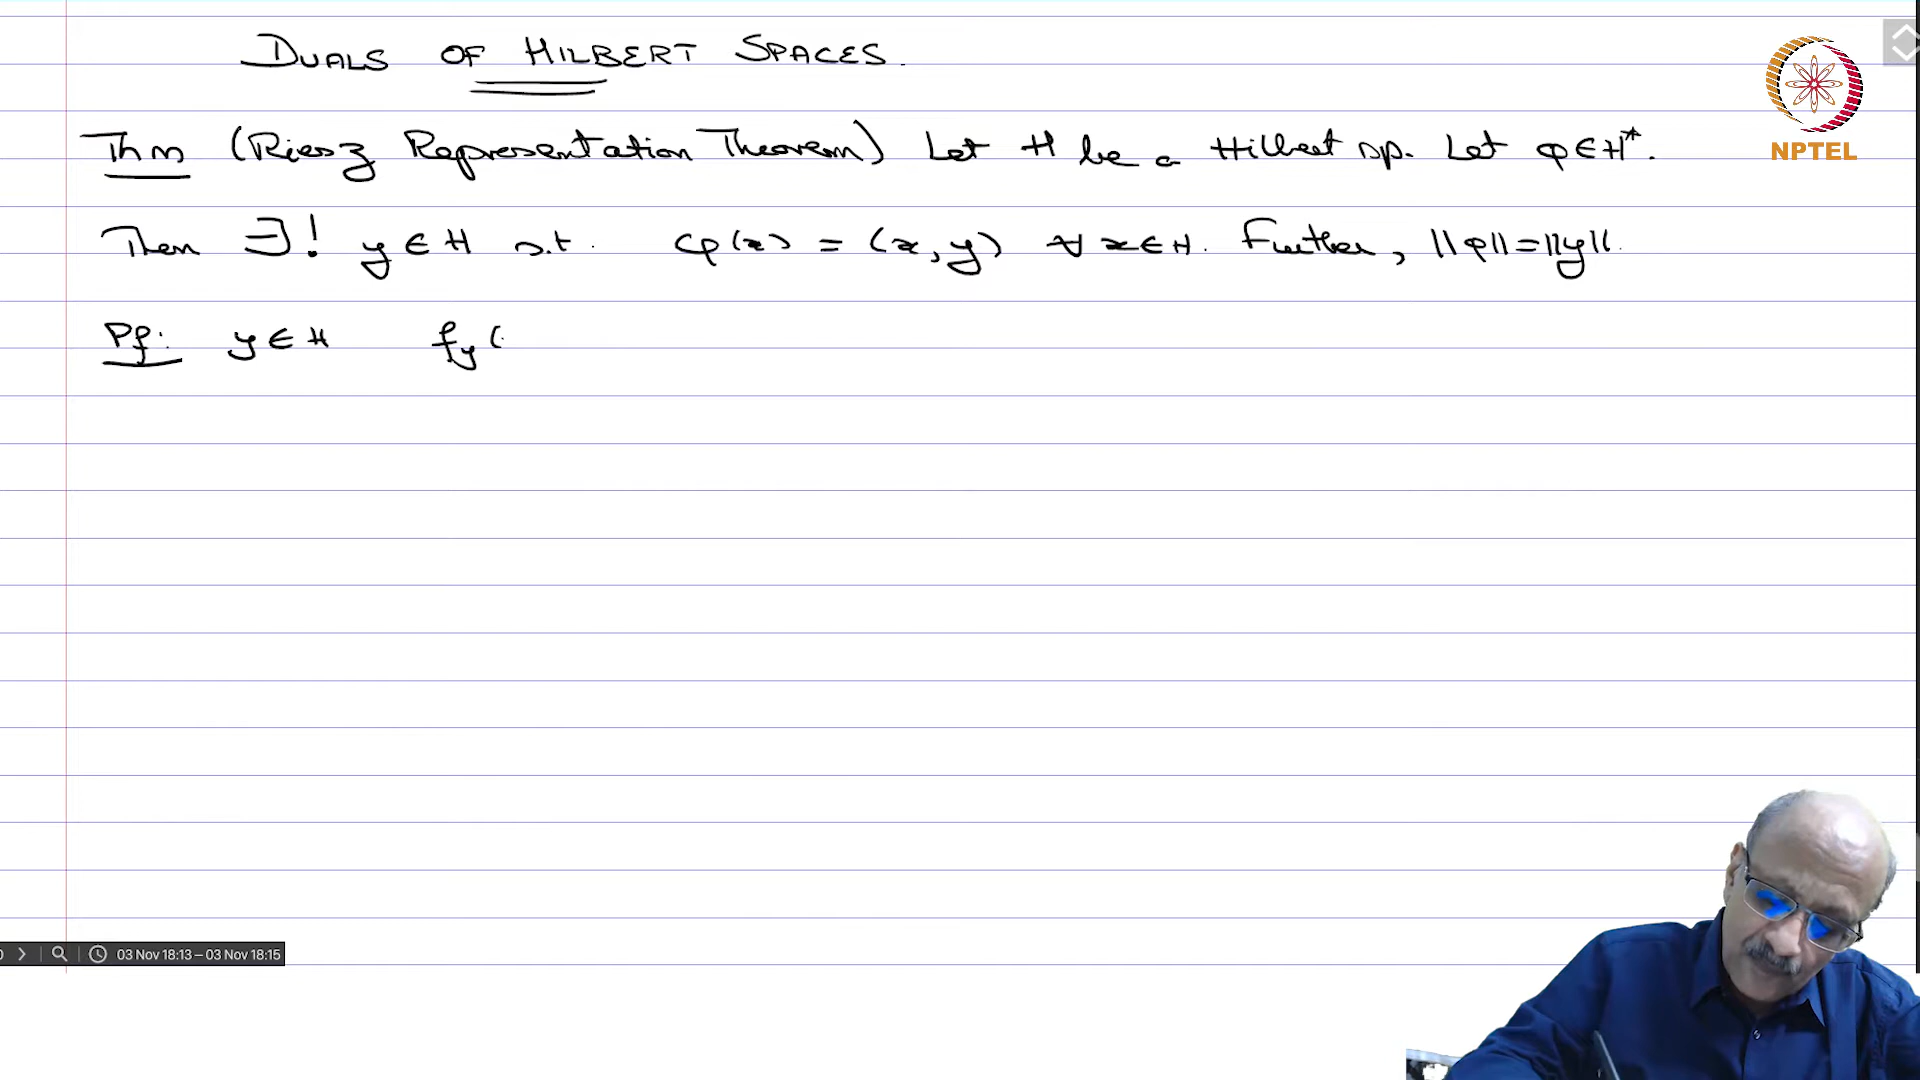 DUALS OF HILBERT SPACES.
NPTEL
Thm (Riesz Representation Theorem) Let H be a Hilbert sp. Let φ ∈ H*.
Then ∃! y ∈ H s.t. φ(x) = (x, y) ∀ x ∈ H. Further, ||φ|| = ||y||.
Pf: y ∈ H f_y (
03 Nov 18:13 – 03 Nov 18:15